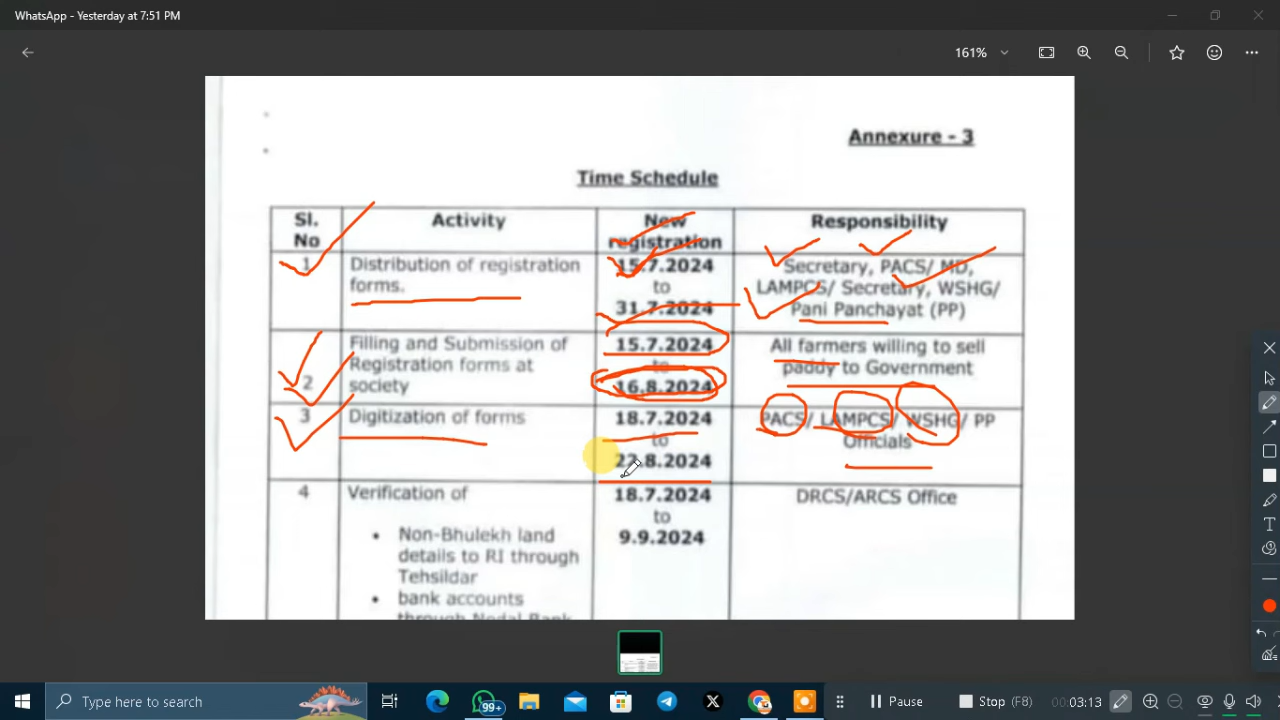 WhatsApp - Yesterday at 7:51 PM
161%
Annexure - 3
Time Schedule
Sl. No
Activity
New registration
Responsibility
1
Distribution of registration forms.
15.7.2024
to
31.7.2024
Secretary, PACS/ MD,
LAMPCS/ Secretary, WSHG/
Pani Panchayat (PP)
2
Filling and Submission of
Registration forms at
society
15.7.2024
to
16.8.2024
All farmers willing to sell
paddy to Government
3
Digitization of forms
18.7.2024
to
22.8.2024
PACS/ LAMPCS/ WSHG/ PP
Officials
4
Verification of
• Non-Bhulekh land
details to RI through
Tehsildar
• bank accounts
through Nodal Bank
18.7.2024
to
9.9.2024
DRCS/ARCS Office
Type here to search
99+
Pause
Stop (F8)
00:03:13